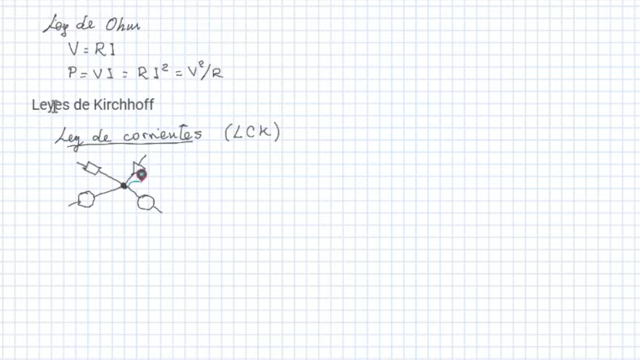 Ley de Ohm
V = R I
P = V I = R I² = V²/R
Leyes de Kirchhoff
Ley de corrientes (LCK)